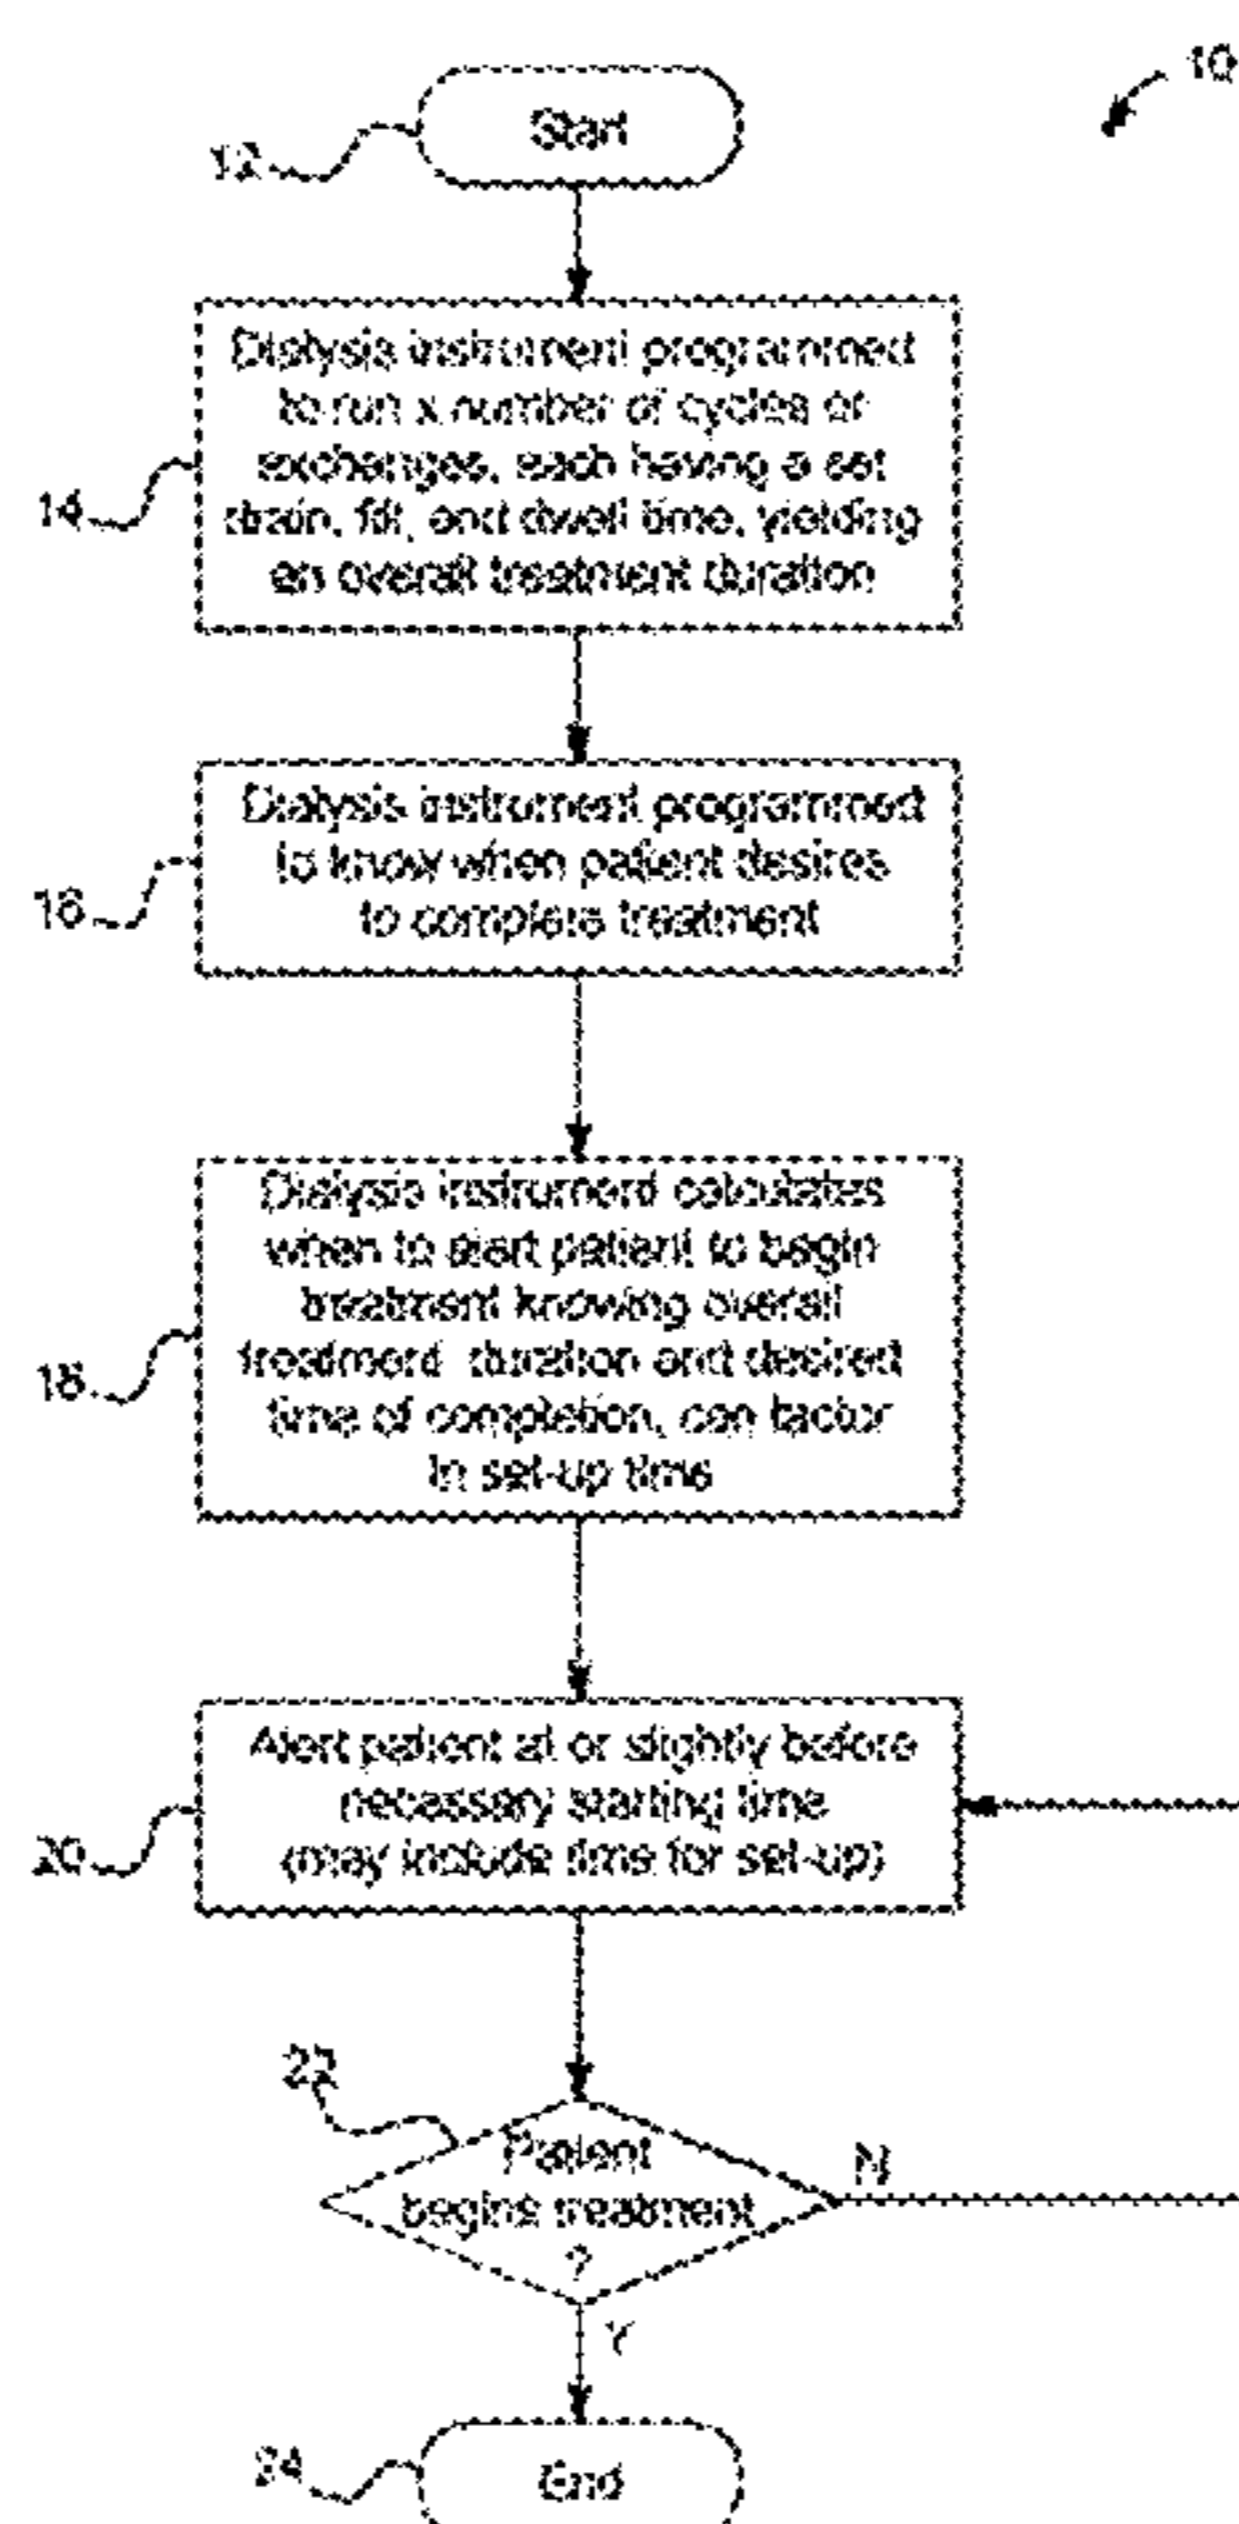 10
Start
12
Dialysis instrument programmed
to run x number of cycles or
exchanges, each having a set
drain, fill, and dwell time, yielding
an overall treatment duration
14
Dialysis instrument programmed
to know when patient desires
to complete treatment
16
Dialysis instrument calculates
when to alert patient to begin
treatment knowing overall
treatment duration and desired
time of completion, can factor
in set-up time
18
Alert patient at or slightly before
necessary starting time
(may include time for set-up)
20
22
Patient
begins treatment
?
N
Y
24
End